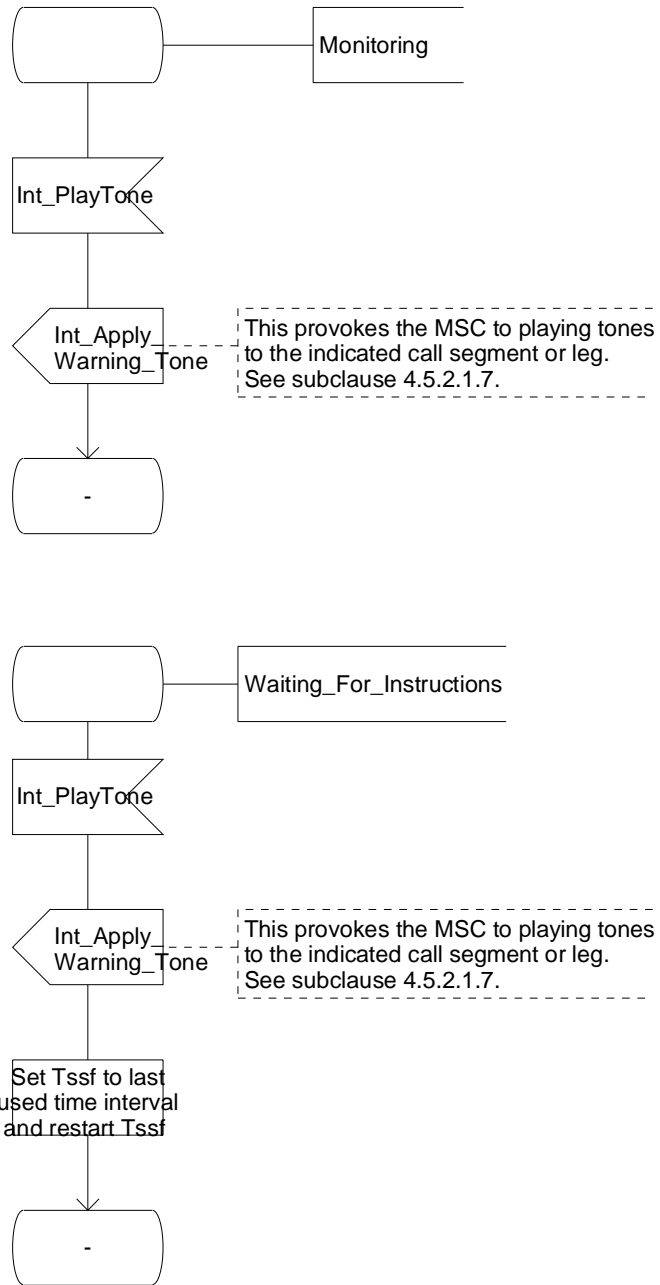 Monitoring
Int_PlayTone
Int_Apply_
Warning_Tone
This provokes the MSC to playing tones
to the indicated call segment or leg.
See subclause 4.5.2.1.7.
-
Waiting_For_Instructions
Int_PlayTone
Int_Apply_
Warning_Tone
This provokes the MSC to playing tones
to the indicated call segment or leg.
See subclause 4.5.2.1.7.
Set Tssf to last
used time interval
and restart Tssf
-